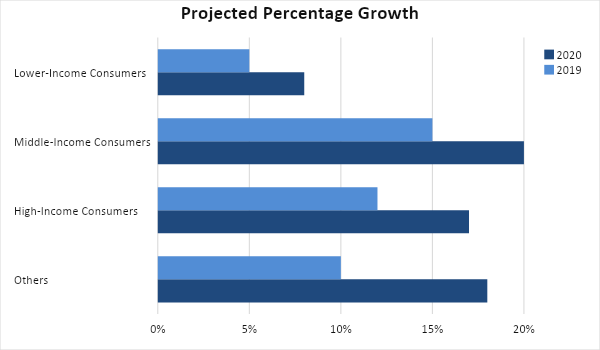 Projected Percentage Growth
2020
2019
Lower-Income Consumers
Middle-Income Consumers
High-Income Consumers
Others
0% 5% 10% 15% 20%